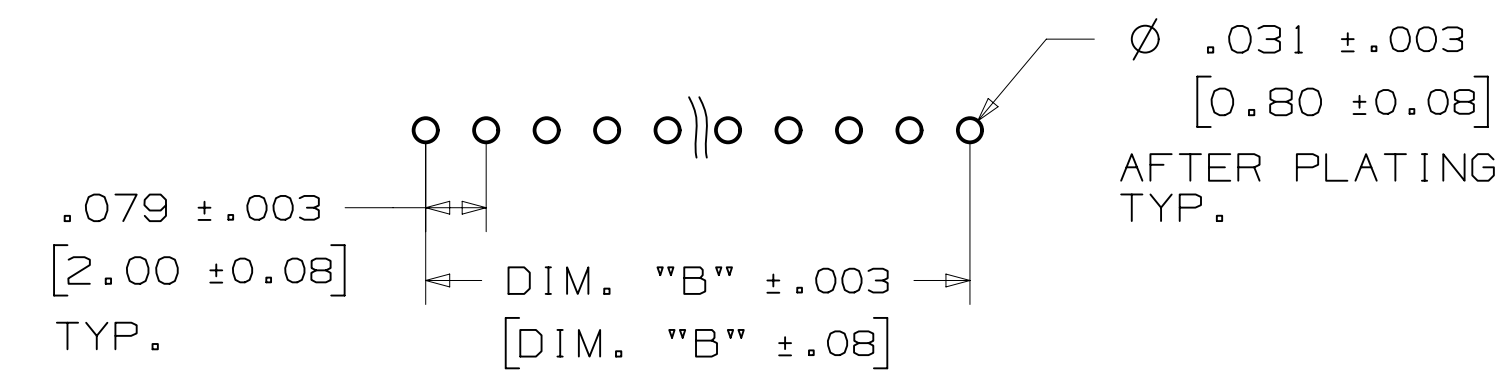 Ø .031 ±.003
[0.80 ±0.08]
AFTER PLATING
TYP.
.079 ±.003
[2.00 ±0.08]
TYP.
DIM. "B" ±.003
[DIM. "B" ±.08]